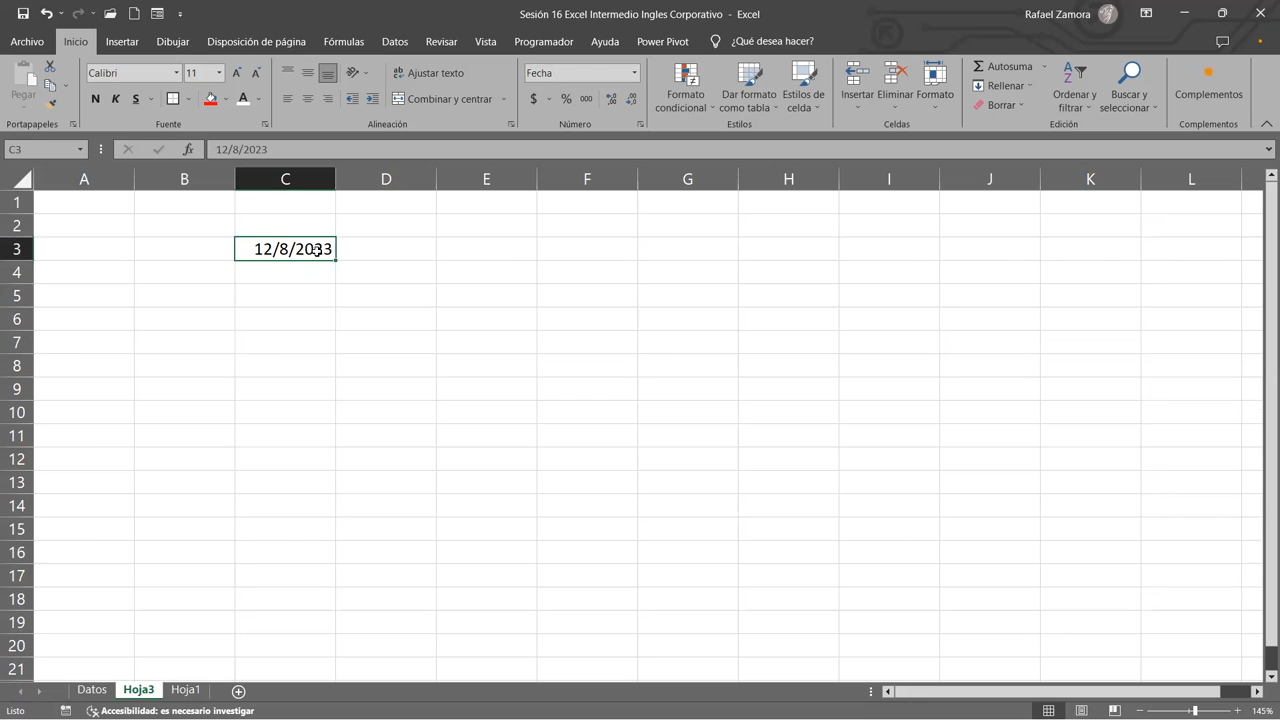 Sesión 16 Excel Intermedio Ingles Corporativo - Excel
Rafael Zamora
Archivo Inicio Insertar Dibujar Disposición de página Fórmulas Datos Revisar Vista Programador Ayuda Power Pivot ¿Qué desea hacer?
Pegar
Calibri 11
N K S A
Ajustar texto
Combinar y centrar
Fecha
$ % 000
Formato condicional
Dar formato como tabla
Estilos de celda
Insertar Eliminar Formato
Autosuma
Rellenar
Borrar
Ordenar y filtrar
Buscar y seleccionar
Complementos
Portapapeles Fuente Alineación Número Estilos Celdas Edición Complementos
C3 fx 12/8/2023
A B C D E F G H I J K L
1
2
3 12/8/2023
4
5
6
7
8
9
10
11
12
13
14
15
16
17
18
19
20
21
Datos Hoja3 Hoja1
Listo Accesibilidad: es necesario investigar 145%